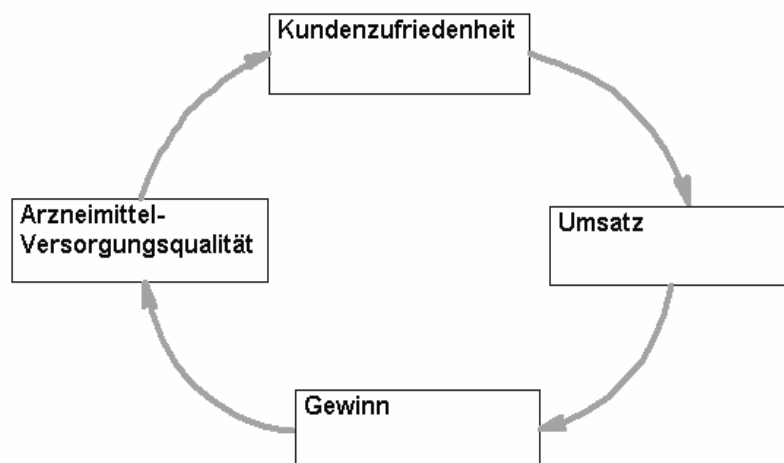 Kundenzufriedenheit
Arzneimittel-
Versorgungsqualität
Umsatz
Gewinn